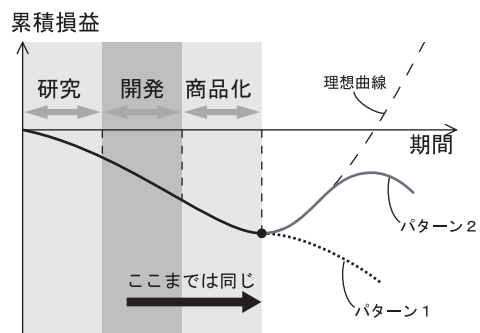 累積損益
研究
開発
商品化
理想曲線
期間
パターン2
ここまでは同じ
パターン1